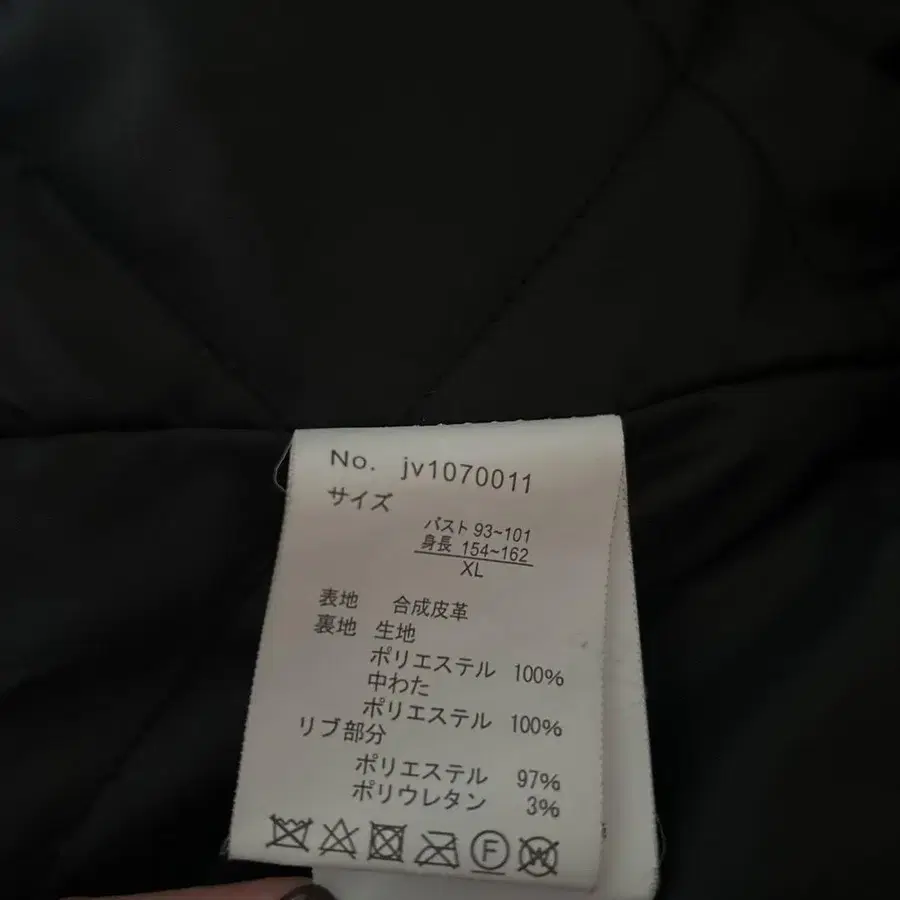 No. jv1070011
サイズ
バスト 93~101
身長 154~162
XL
表地 合成皮革
裏地 生地
ポリエステル 100%
中わた
ポリエステル 100%
リブ部分
ポリエステル 97%
ポリウレタン 3%
F W